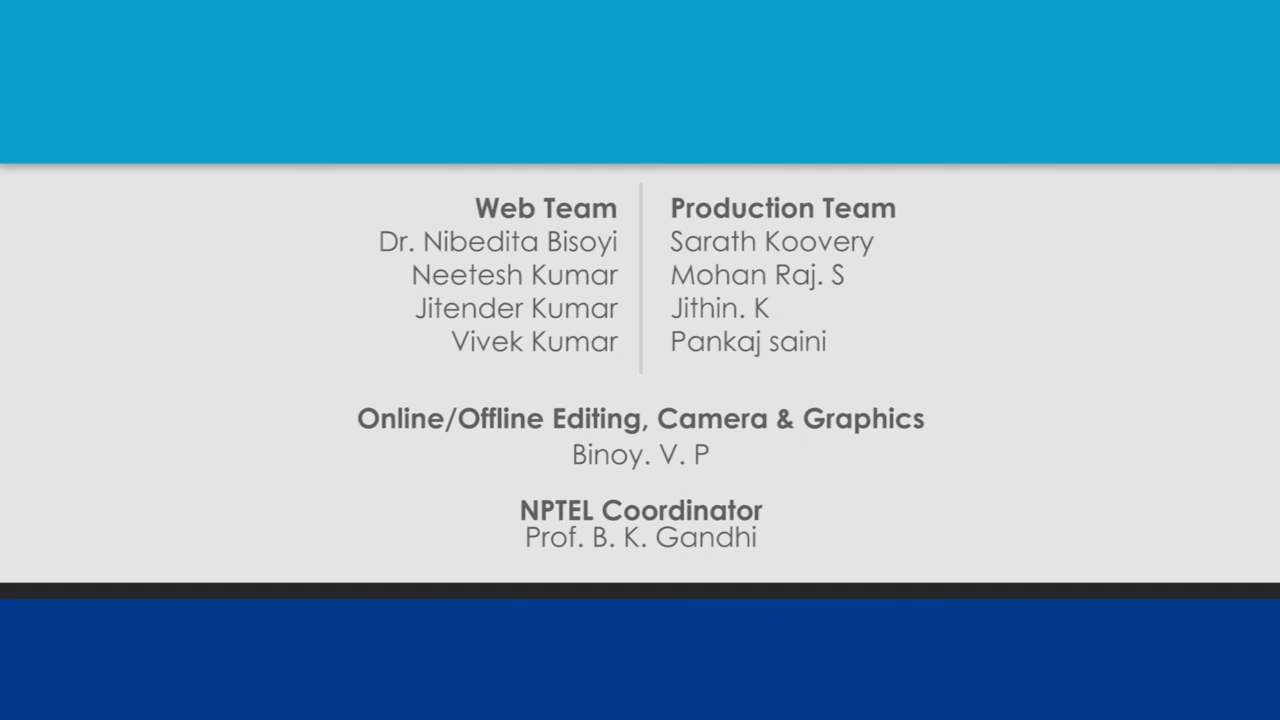 Web Team
Dr. Nibedita Bisoyi
Neetesh Kumar
Jitender Kumar
Vivek Kumar
Production Team
Sarath Koovery
Mohan Raj. S
Jithin. K
Pankaj saini
Online/Offline Editing, Camera & Graphics
Binoy. V. P
NPTEL Coordinator
Prof. B. K. Gandhi